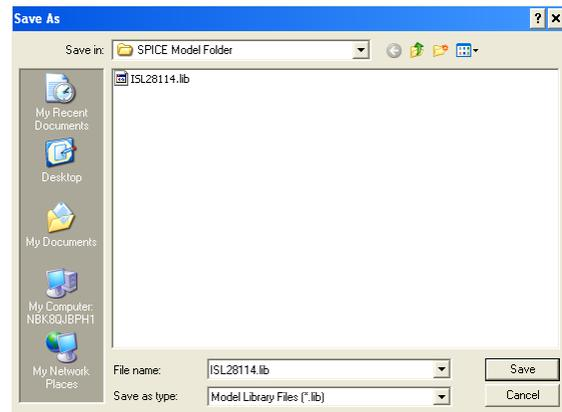 Save As
Save in:
SPICE Model Folder
ISL28114.lib
My Recent
Documents
Desktop
My Documents
My Computer:
NBK8QJBPH1
My Network
Places
File name:
ISL28114.lib
Save
Save as type:
Model Library Files (*.lib)
Cancel